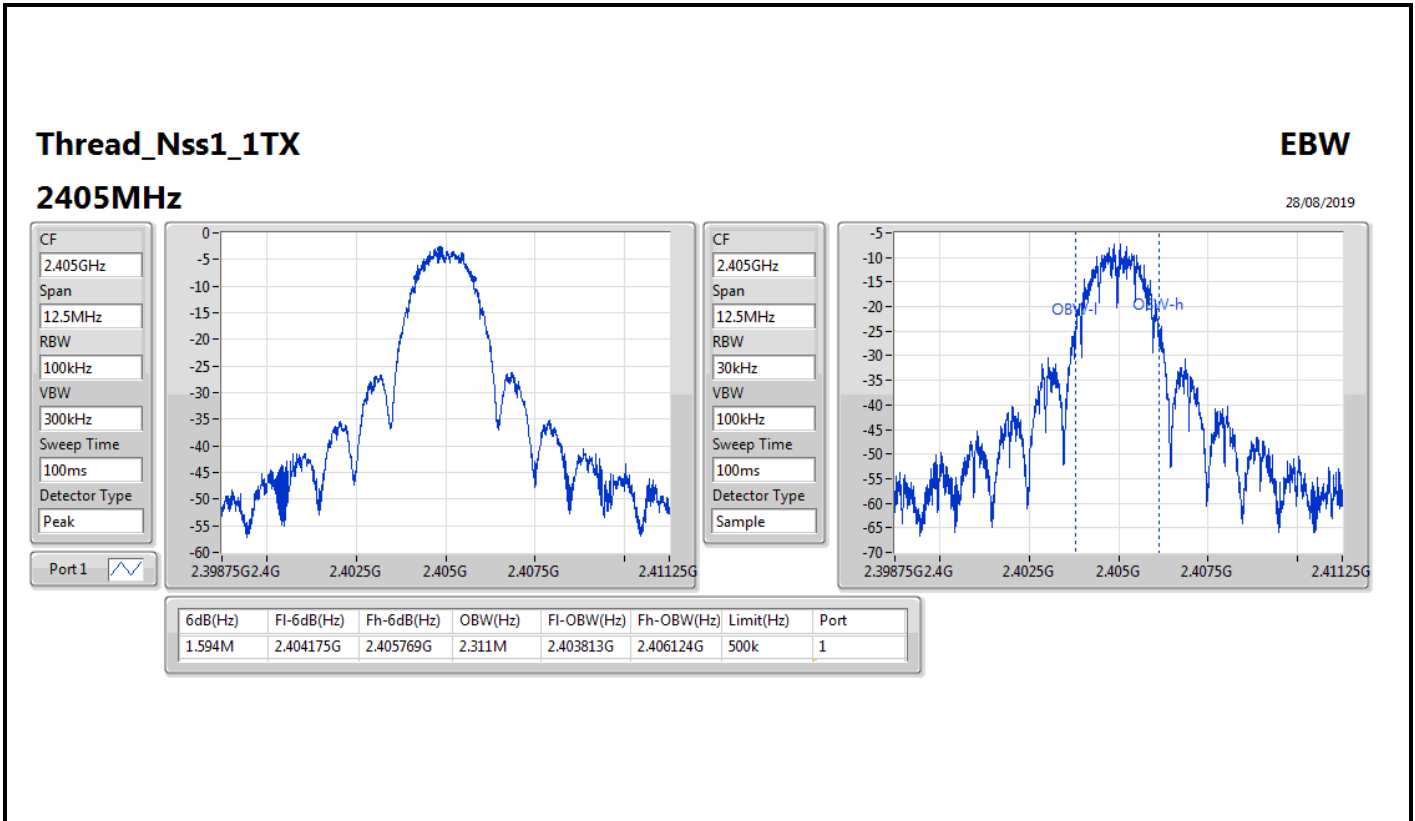 Thread_Nss1_1TX
EBW
2405MHz
28/08/2019
CF
2.405GHz
Span
12.5MHz
RBW
100kHz
VBW
300kHz
Sweep Time
100ms
Detector Type
Peak
Port 1
0
-5
-10
-15
-20
-25
-30
-35
-40
-45
-50
-55
-60
2.39875G 2.4G 2.4025G 2.405G 2.4075G 2.41125G
CF
2.405GHz
Span
12.5MHz
RBW
30kHz
VBW
100kHz
Sweep Time
100ms
Detector Type
Sample
-5
-10
-15
-20
-25
-30
-35
-40
-45
-50
-55
-60
-65
-70
OBW-l
OBW-h
2.39875G 2.4G 2.4025G 2.405G 2.4075G 2.41125G
6dB(Hz) Fl-6dB(Hz) Fh-6dB(Hz) OBW(Hz) Fl-OBW(Hz) Fh-OBW(Hz) Limit(Hz) Port
1.594M 2.404175G 2.405769G 2.311M 2.403813G 2.406124G 500k 1